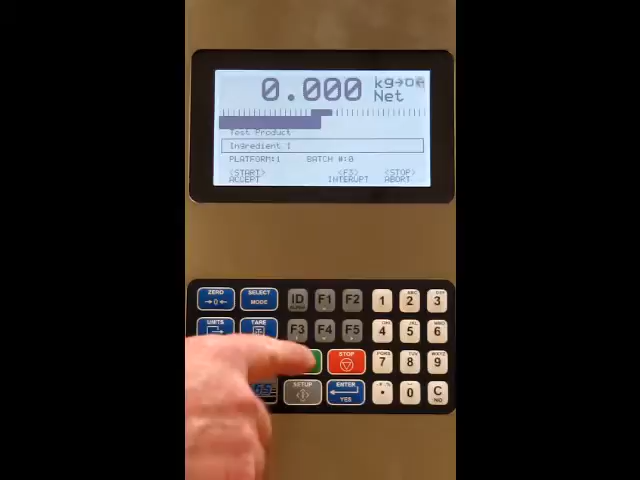 0.000 kg
Net
Test Product
Ingredient 1
PLATFORM:1 BATCH #:0
<START> <F3> <STOP>
ACCEPT INTERUPT ABORT
ZERO SELECT
→0← MODE
ID F1 F2 1 ABC 2 3
UNITS TARE
F3 F4 F5 4 5 6
STOP 7 8 9
SETUP ENTER
YES
. 0 C
NO